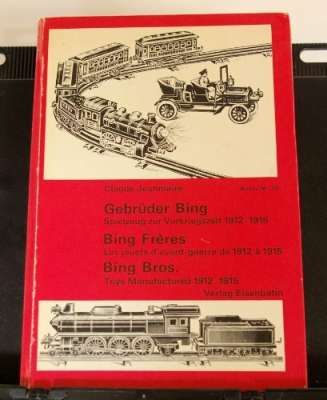 Claude Jeanmaire
Gebrüder Bing
Spielzeug zur Vorkriegszeit 1912-1915
Bing Frères
Les jouets d'avant-guerre de 1912 à 1915
Bing Bros.
Toys Manufactured 1912-1915
Verlag Eisenbahn